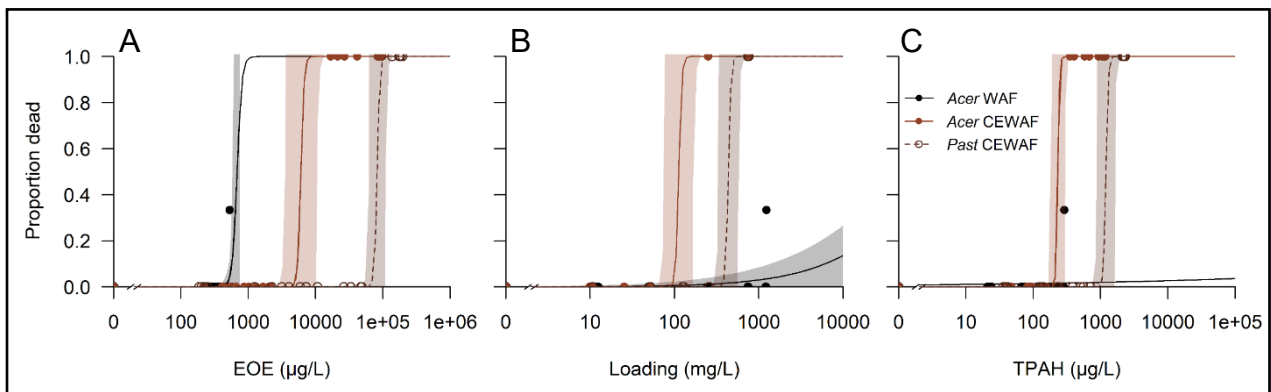 A
B
C
Proportion dead
1.0
0.8
0.6
0.4
0.2
0.0
0 100 1000 10000 1e+05 1e+06
EOE (µg/L)
0 10 100 1000 10000
Loading (mg/L)
Acer WAF
Acer CEWAF
Past CEWAF
0 10 100 1000 1e+05
TPAH (µg/L)